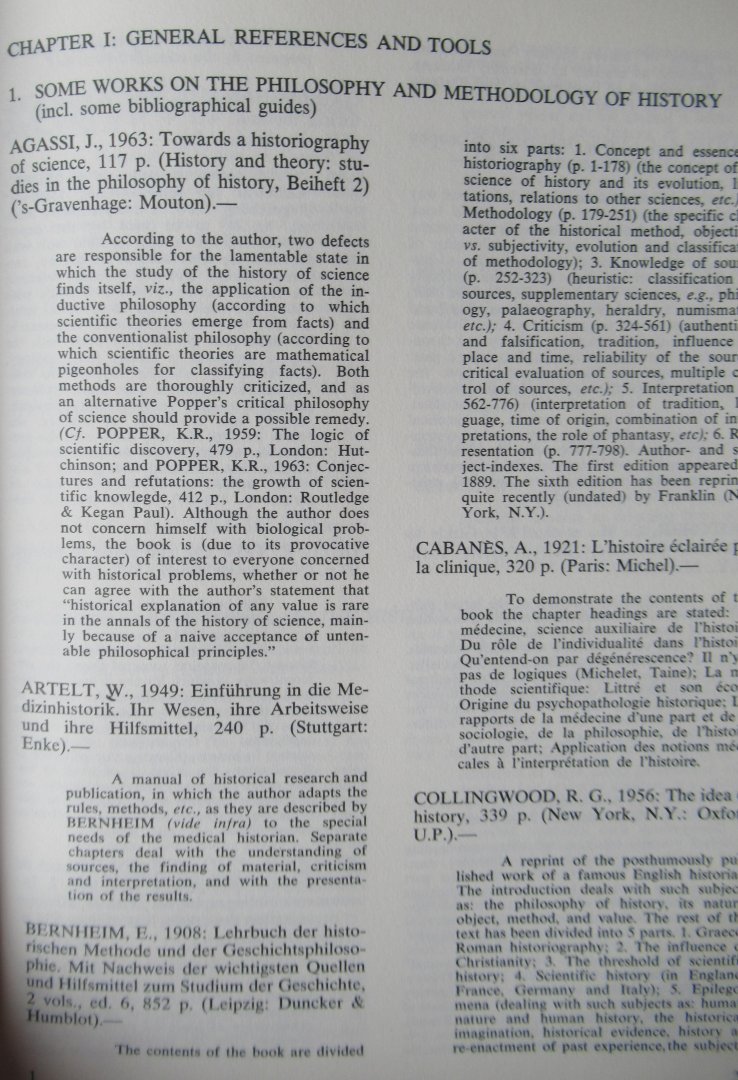 CHAPTER I: GENERAL REFERENCES AND TOOLS
1. SOME WORKS ON THE PHILOSOPHY AND METHODOLOGY OF HISTORY
(incl. some bibliographical guides)
AGASSI, J., 1963: Towards a historiography
of science, 117 p. (History and theory: stu-
dies in the philosophy of history, Beiheft 2)
('s-Gravenhage: Mouton).—
According to the author, two defects
are responsible for the lamentable state in
which the study of the history of science
finds itself, viz., the application of the in-
ductive philosophy (according to which
scientific theories emerge from facts) and
the conventionalist philosophy (according to
which scientific theories are mathematical
pigeonholes for classifying facts). Both
methods are thoroughly criticized, and as
an alternative Popper's critical philosophy
of science should provide a possible remedy.
(Cf. POPPER, K.R., 1959: The logic of
scientific discovery, 479 p., London: Hut-
chinson; and POPPER, K.R., 1963: Conjec-
tures and refutations: the growth of scien-
tific knowlegde, 412 p., London: Routledge
& Kegan Paul). Although the author does
not concern himself with biological prob-
lems, the book is (due to its provocative
character) of interest to everyone concerned
with historical problems, whether or not he
can agree with the author's statement that
"historical explanation of any value is rare
in the annals of the history of science, main-
ly because of a naive acceptance of unten-
able philosophical principles."
ARTELT, W., 1949: Einführung in die Me-
dizinhistorik. Ihr Wesen, ihre Arbeitsweise
und ihre Hilfsmittel, 240 p. (Stuttgart:
Enke).—
A manual of historical research and
publication, in which the author adapts the
rules, methods, etc., as they are described by
BERNHEIM (vide infra) to the special
needs of the medical historian. Separate
chapters deal with the understanding of
sources, the finding of material, criticism
and interpretation, and with the presenta-
tion of the results.
BERNHEIM, E., 1908: Lehrbuch der histo-
rischen Methode und der Geschichtsphiloso-
phie. Mit Nachweis der wichtigsten Quellen
und Hilfsmittel zum Studium der Geschichte,
2 vols., ed. 6, 852 p. (Leipzig: Duncker &
Humblot).—
The contents of the book are divided
1
into six parts: 1. Concept and essence
historiography (p. 1-178) (the concept of
science of history and its evolution,
tations, relations to other sciences, etc.)
Methodology (p. 179-251) (the specific
acter of the historical method, objecti
vs. subjectivity, evolution and classifica
of methodology); 3. Knowledge of sou
(p. 252-323) (heuristic: classification
sources, supplementary sciences, e.g., phi
ogy, palaeography, heraldry, numisma
etc.); 4. Criticism (p. 324-561) (authenti
and falsification, tradition, influence
place and time, reliability of the sour
critical evaluation of sources, multiple c
trol of sources, etc.); 5. Interpretation
562-776) (interpretation of tradition, l
guage, time of origin, combination of in
pretations, the role of phantasy, etc); 6. R
resentation (p. 777-798). Author- and s
ject-indexes. The first edition appeared
1889. The sixth edition has been reprin
quite recently (undated) by Franklin (N
York, N.Y.).
CABANÈS, A., 1921: L'histoire éclairée p
la clinique, 320 p. (Paris: Michel).—
To demonstrate the contents of t
book the chapter headings are stated:
médecine, science auxiliaire de l'histoi
Du rôle de l'individualité dans l'histoi
Qu'entend-on par dégénérescence? Il n'y
pas de logiques (Michelet, Taine); La m
thode scientifique: Littré et son éco
Origine du psychopathologie historique; L
rapports de la médecine d'une part et de
sociologie, de la philosophie, de l'histo
d'autre part; Application des notions méd
cales à l'interprétation de l'histoire.
COLLINGWOOD, R. G., 1956: The idea
history, 339 p. (New York, N.Y.: Oxfo
U.P.).—
A reprint of the posthumously pu
lished work of a famous English historia
The introduction deals with such subjec
as: the philosophy of history, its natur
object, method, and value. The rest of th
text has been divided into 5 parts. 1. Graec
Roman historiography; 2. The influence
Christianity; 3. The threshold of scientif
history; 4. Scientific history (in England
France, Germany and Italy); 5. Epilego
mena (dealing with such subjects as: huma
nature and human history, the historica
imagination, historical evidence, history a
re-enactment of past experience, the subject